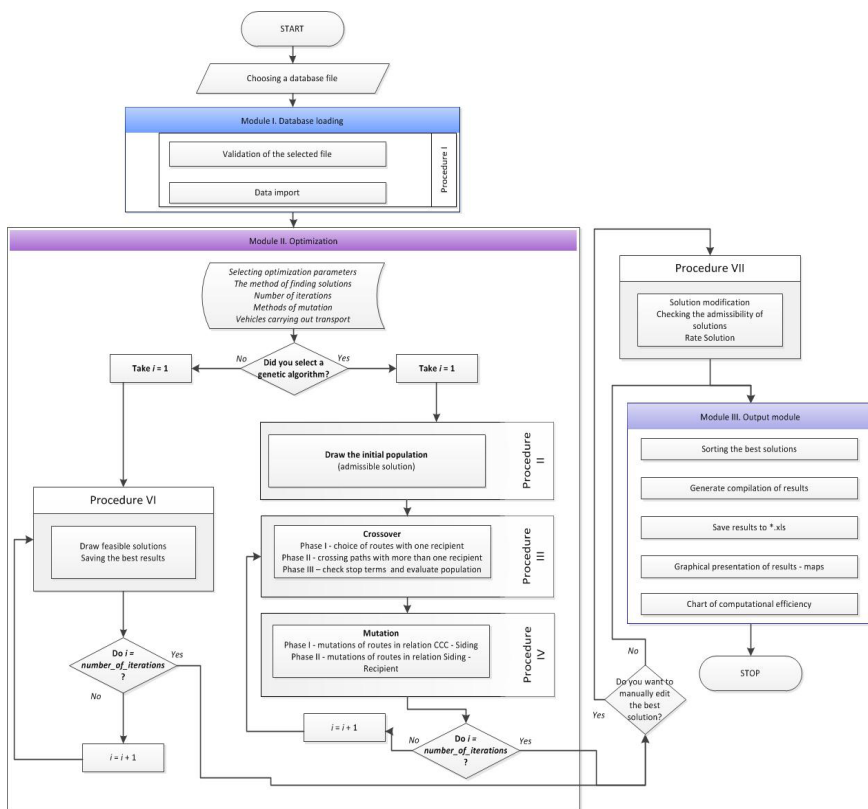 START
Choosing a database file
Module I. Database loading
Validation of the selected file
Data import
Procedure I
Module II. Optimization
Selecting optimization parameters
The method of finding solutions
Number of iterations
Methods of mutation
Vehicles carrying out transport
Did you select a
genetic algorithm?
No
Yes
Take i = 1
Take i = 1
Draw the initial population
(admissible solution)
Procedure
II
Procedure VI
Draw feasible solutions
Saving the best results
Crossover
Phase I - choice of routes with one recipient
Phase II - crossing paths with more than one recipient
Phase III – check stop terms and evaluate population
Procedure
III
Mutation
Phase I - mutations of routes in relation CCC - Siding
Phase II - mutations of routes in relation Siding -
Recipient
Procedure
IV
Do i =
number_of_iterations
?
Yes
No
i = i + 1
i = i + 1
No
Do i =
number_of_iterations
?
Yes
Procedure VII
Solution modification
Checking the admissibility of
solutions
Rate Solution
Module III. Output module
Sorting the best solutions
Generate compilation of results
Save results to *.xls
Graphical presentation of results - maps
Chart of computational efficiency
STOP
No
Do you want to
manually edit
the best
solution?
Yes